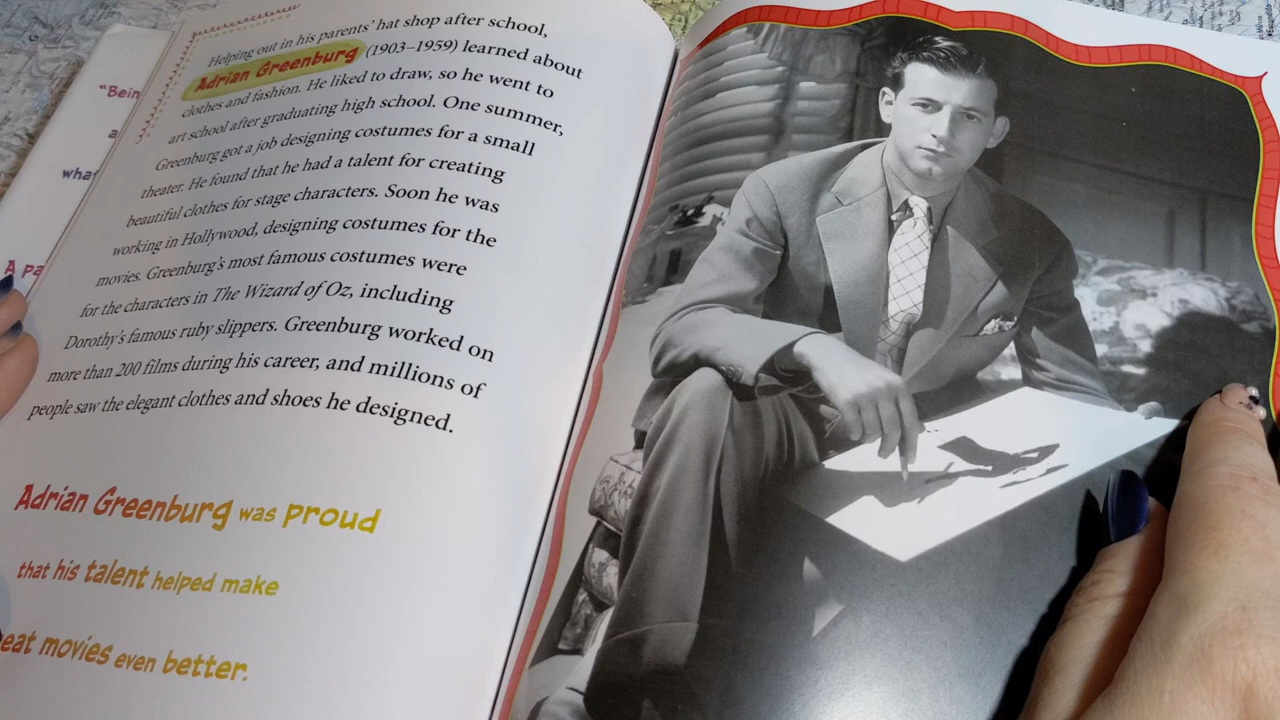 Helping out in his parents' hat shop after school,
Adrian Greenburg (1903–1959) learned about
clothes and fashion. He liked to draw, so he went to
art school after graduating high school. One summer,
Greenburg got a job designing costumes for a small
theater. He found that he had a talent for creating
beautiful clothes for stage characters. Soon he was
working in Hollywood, designing costumes for the
movies. Greenburg's most famous costumes were
for the characters in The Wizard of Oz, including
Dorothy's famous ruby slippers. Greenburg worked on
more than 200 films during his career, and millions of
people saw the elegant clothes and shoes he designed.
Adrian Greenburg was proud
that his talent helped make
eat movies even better.
"Bein
a
what
A pa